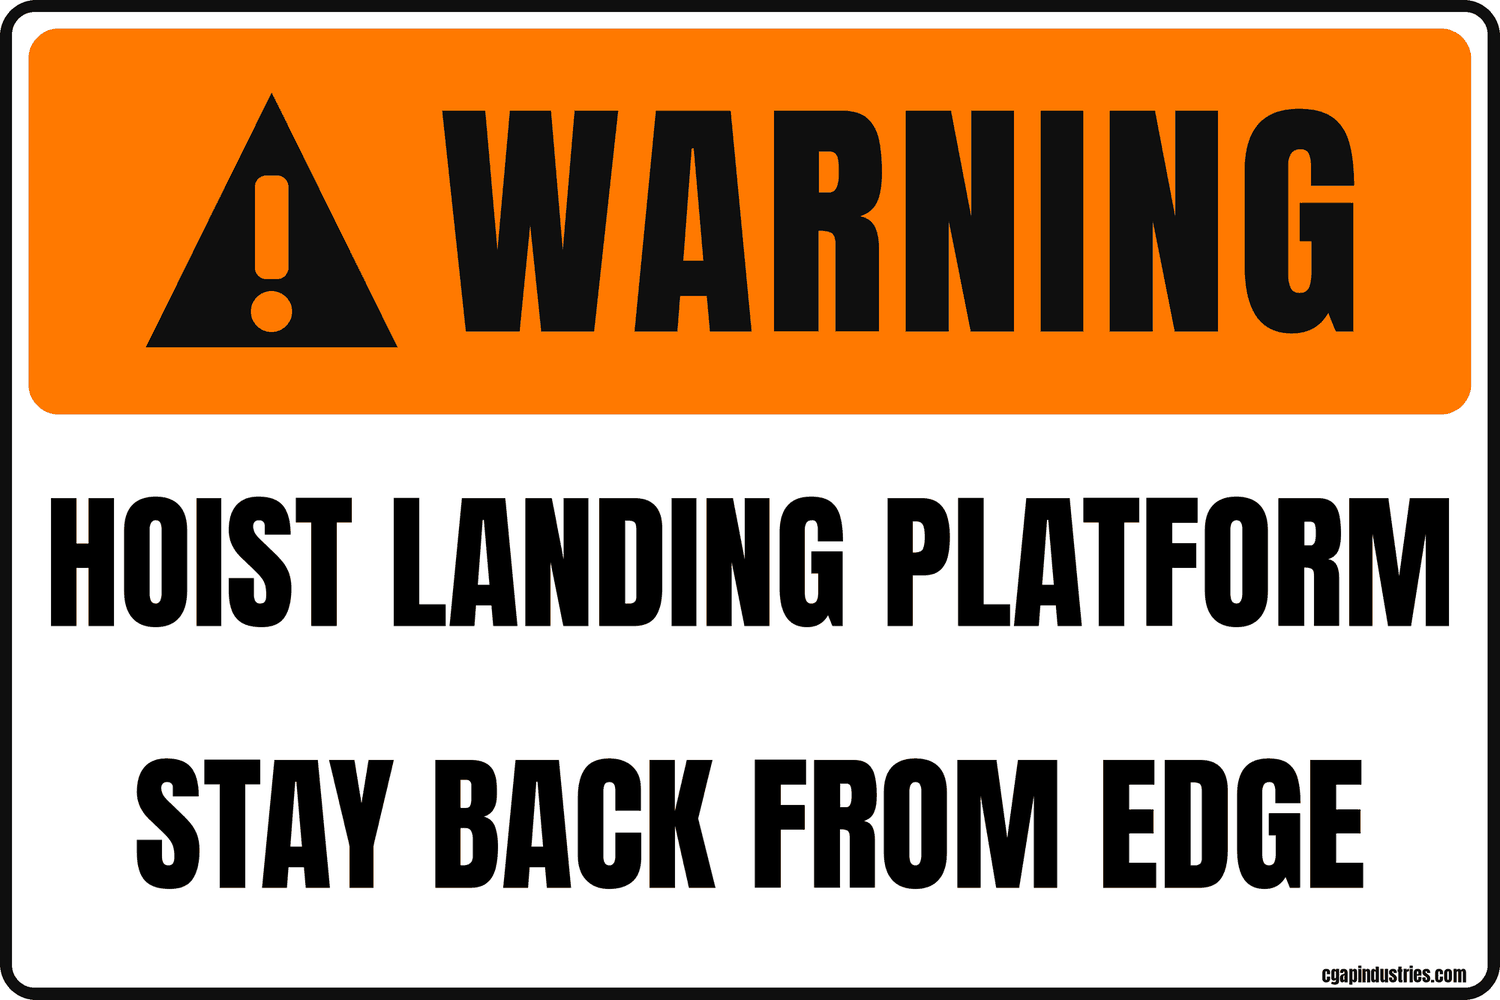 WARNING
HOIST LANDING PLATFORM
STAY BACK FROM EDGE
cgapindustries.com